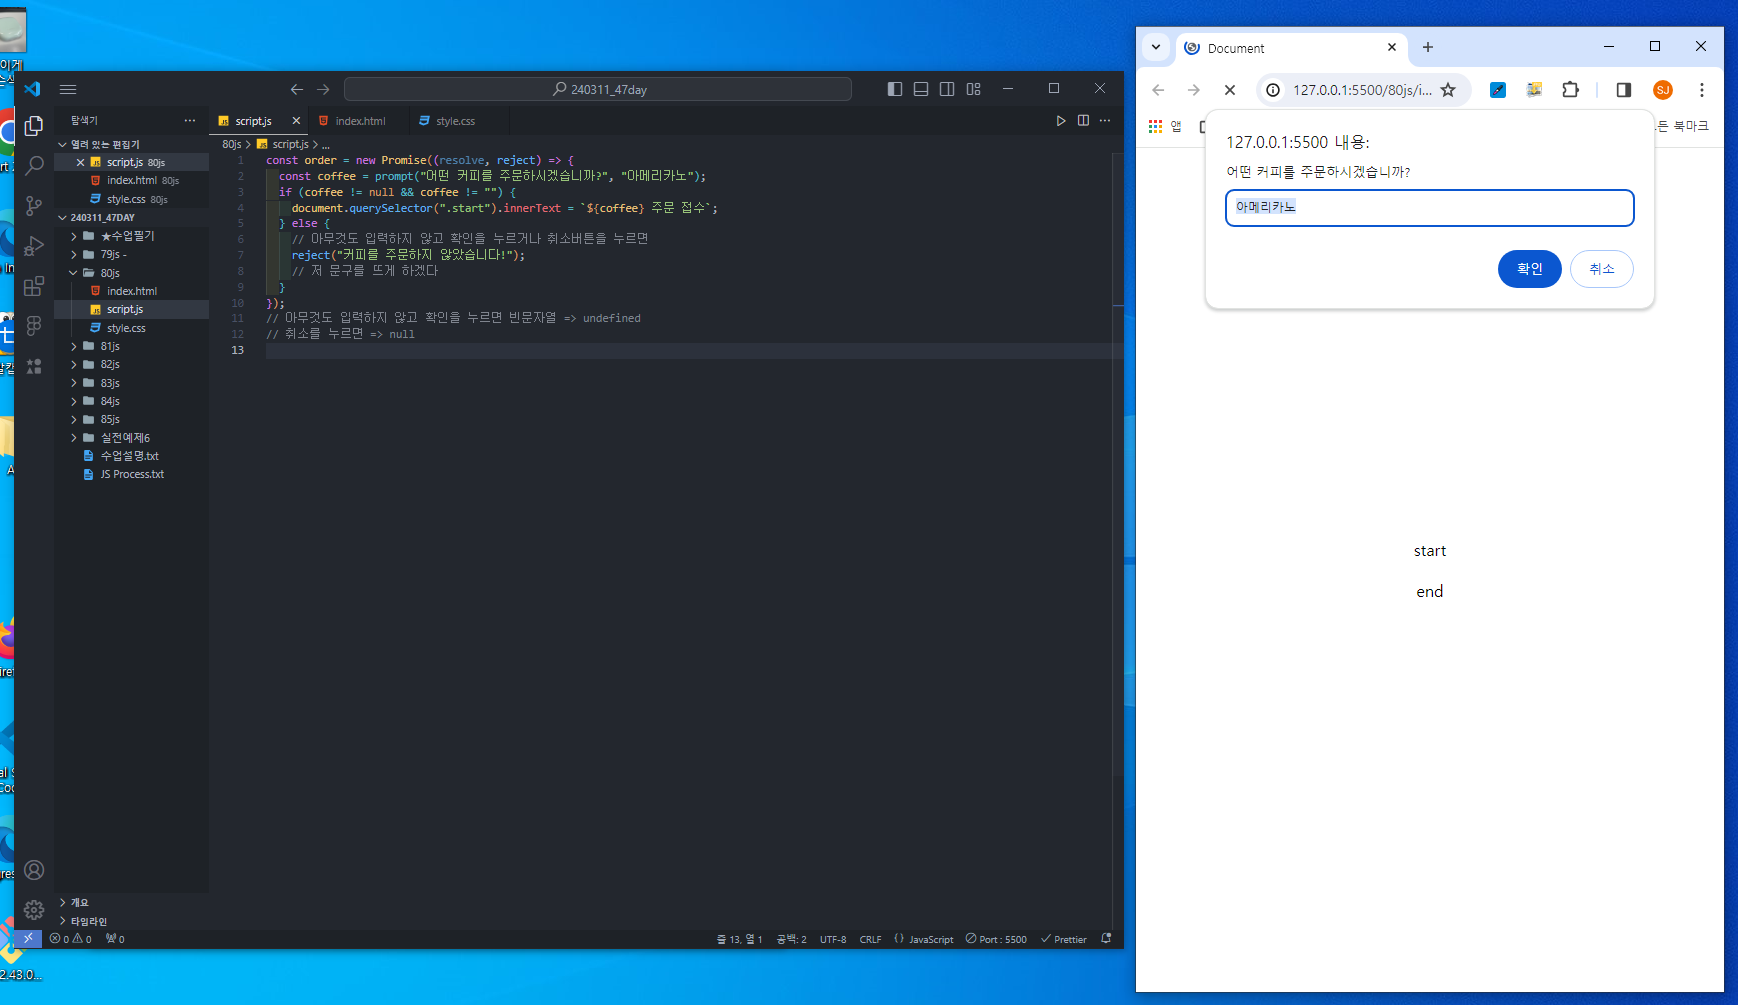 240311_47day
탐색기
열려 있는 편집기
script.js 80js
index.html 80js
style.css 80js
240311_47DAY
★수업필기
79js -
80js
index.html
script.js
style.css
81js
82js
83js
84js
85js
실전예제6
수업설명.txt
JS Process.txt
개요
타임라인
script.js
index.html
style.css
80js > script.js > ...
1 const order = new Promise((resolve, reject) => {
2 const coffee = prompt("어떤 커피를 주문하시겠습니까?", "아메리카노");
3 if (coffee != null && coffee != "") {
4 document.querySelector(".start").innerText = `${coffee} 주문 접수`;
5 } else {
6 // 아무것도 입력하지 않고 확인을 누르거나 취소버튼을 누르면
7 reject("커피를 주문하지 않았습니다!");
8 // 저 문구를 뜨게 하겠다
9 }
10 });
11 // 아무것도 입력하지 않고 확인을 누르면 빈문자열 => undefined
12 // 취소를 누르면 => null
13
0 0 0
줄 13, 열 1 공백: 2 UTF-8 CRLF {} JavaScript Port : 5500 Prettier
Document
127.0.0.1:5500/80js/i...
SJ
앱
든 북마크
127.0.0.1:5500 내용:
어떤 커피를 주문하시겠습니까?
아메리카노
확인 취소
start
end
2.43.0...